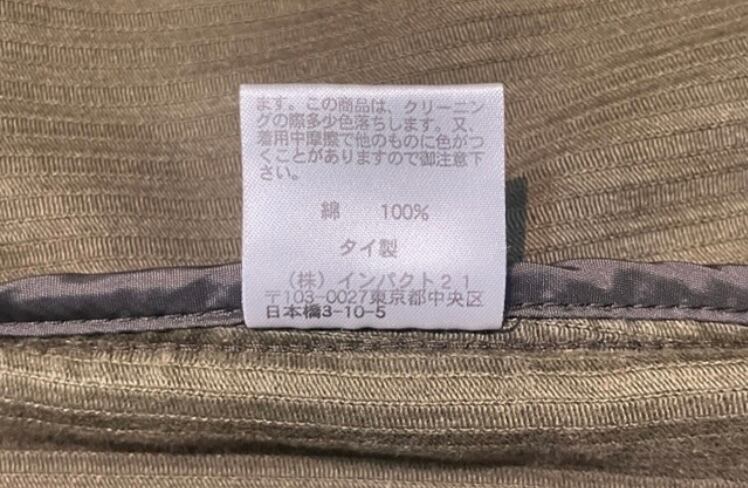 ます。この商品は、クリーニン
グの際多少色落ちします。又、
着用中摩擦で他のものに色がつ
くことがありますので御注意下
さい。
綿　100%
タイ製
（株）インパクト２１
〒103-0027東京都中央区
日本橋3-10-5